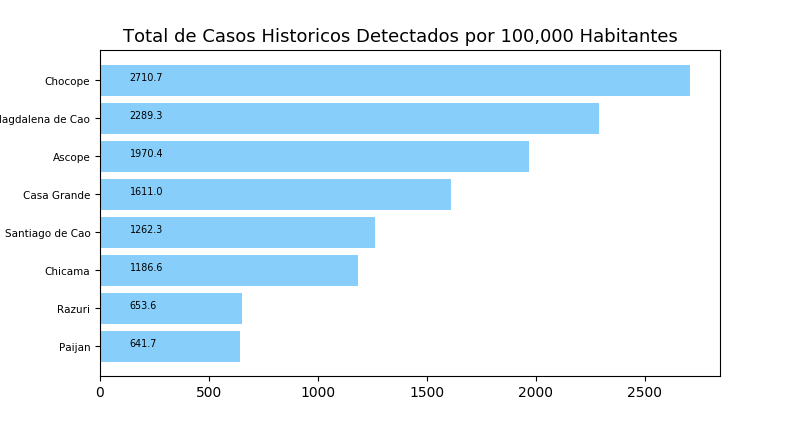 Total de Casos Historicos Detectados por 100,000 Habitantes
Chocope 2710.7
agdalena de Cao 2289.3
Ascope 1970.4
Casa Grande 1611.0
Santiago de Cao 1262.3
Chicama 1186.6
Razuri 653.6
Paijan 641.7
0 500 1000 1500 2000 2500